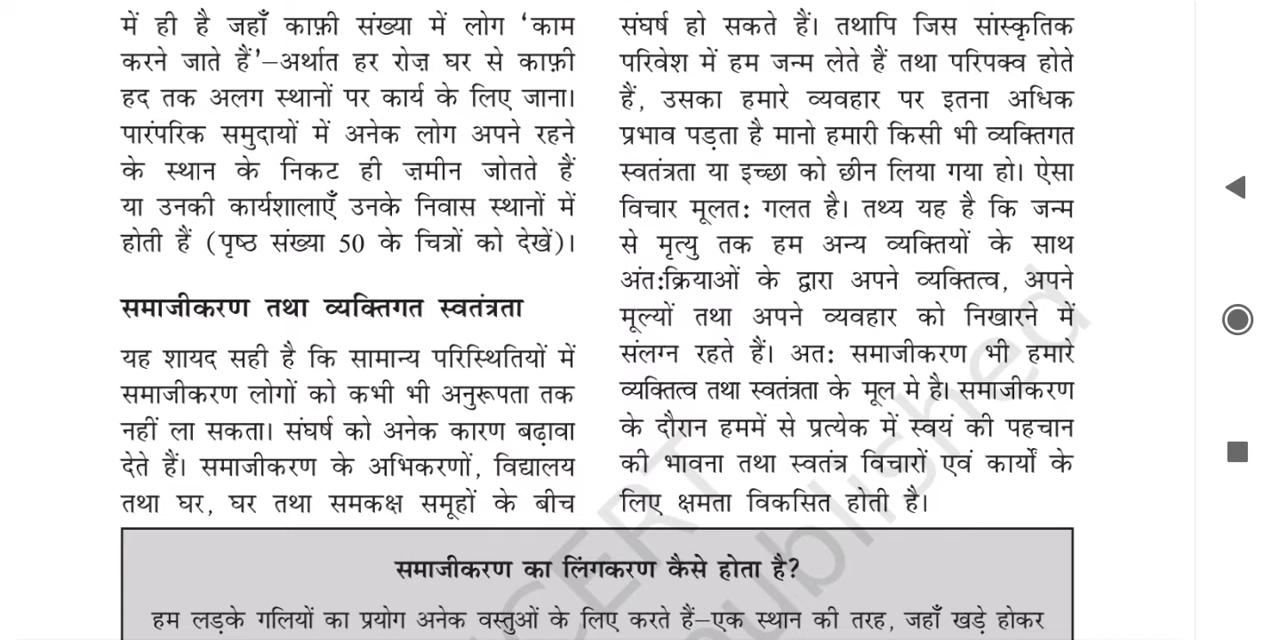 में ही है जहाँ काफ़ी संख्या में लोग ‘काम
करने जाते हैं’–अर्थात हर रोज़ घर से काफ़ी
हद तक अलग स्थानों पर कार्य के लिए जाना।
पारंपरिक समुदायों में अनेक लोग अपने रहने
के स्थान के निकट ही ज़मीन जोतते हैं
या उनकी कार्यशालाएँ उनके निवास स्थानों में
होती हैं (पृष्ठ संख्या 50 के चित्रों को देखें)।
समाजीकरण तथा व्यक्तिगत स्वतंत्रता
यह शायद सही है कि सामान्य परिस्थितियों में
समाजीकरण लोगों को कभी भी अनुरूपता तक
नहीं ला सकता। संघर्ष को अनेक कारण बढ़ावा
देते हैं। समाजीकरण के अभिकरणों, विद्यालय
तथा घर, घर तथा समकक्ष समूहों के बीच
संघर्ष हो सकते हैं। तथापि जिस सांस्कृतिक
परिवेश में हम जन्म लेते हैं तथा परिपक्व होते
हैं, उसका हमारे व्यवहार पर इतना अधिक
प्रभाव पड़ता है मानो हमारी किसी भी व्यक्तिगत
स्वतंत्रता या इच्छा को छीन लिया गया हो। ऐसा
विचार मूलत: गलत है। तथ्य यह है कि जन्म
से मृत्यु तक हम अन्य व्यक्तियों के साथ
अंत:क्रियाओं के द्वारा अपने व्यक्तित्व, अपने
मूल्यों तथा अपने व्यवहार को निखारने में
संलग्न रहते हैं। अत: समाजीकरण भी हमारे
व्यक्तित्व तथा स्वतंत्रता के मूल मे है। समाजीकरण
के दौरान हममें से प्रत्येक में स्वयं की पहचान
की भावना तथा स्वतंत्र विचारों एवं कार्यों के
लिए क्षमता विकसित होती है।
समाजीकरण का लिंगकरण कैसे होता है?
हम लड़के गलियों का प्रयोग अनेक वस्तुओं के लिए करते हैं–एक स्थान की तरह, जहाँ खड़े होकर